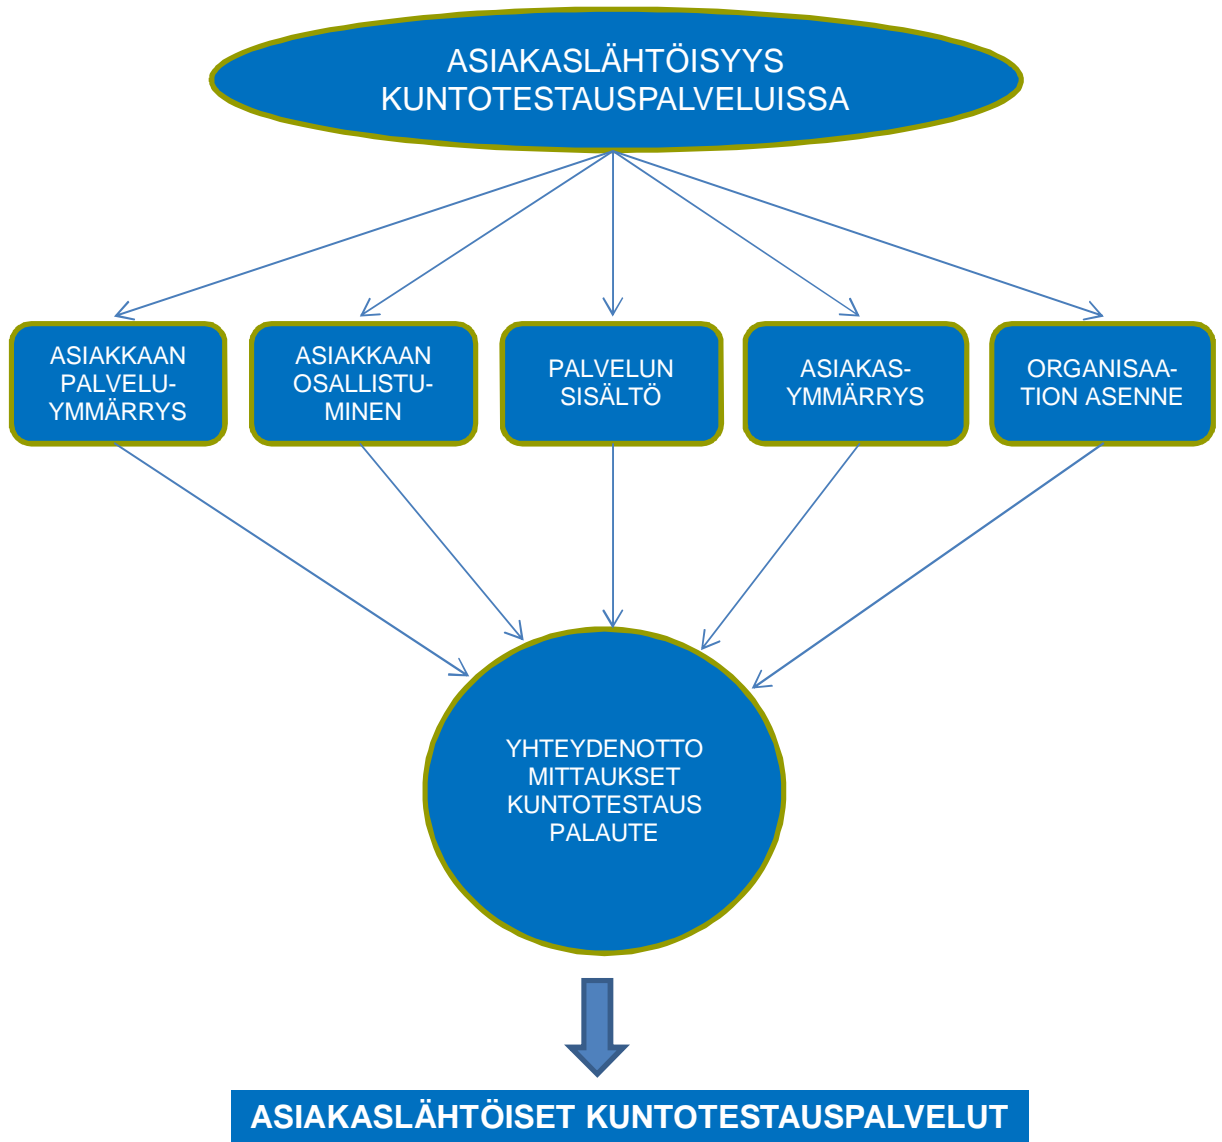 ASIAKASLÄHTÖISYYS
KUNTOTESTAUSPALVELUISSA
ASIAKKAAN
PALVELU-
YMMÄRRYS
ASIAKKAAN
OSALLISTU-
MINEN
PALVELUN
SISÄLTÖ
ASIAKAS-
YMMÄRRYS
ORGANISAA-
TION ASENNE
YHTEYDENOTTO
MITTAUKSET
KUNTOTESTAUS
PALAUTE
ASIAKASLÄHTÖISET KUNTOTESTAUSPALVELUT